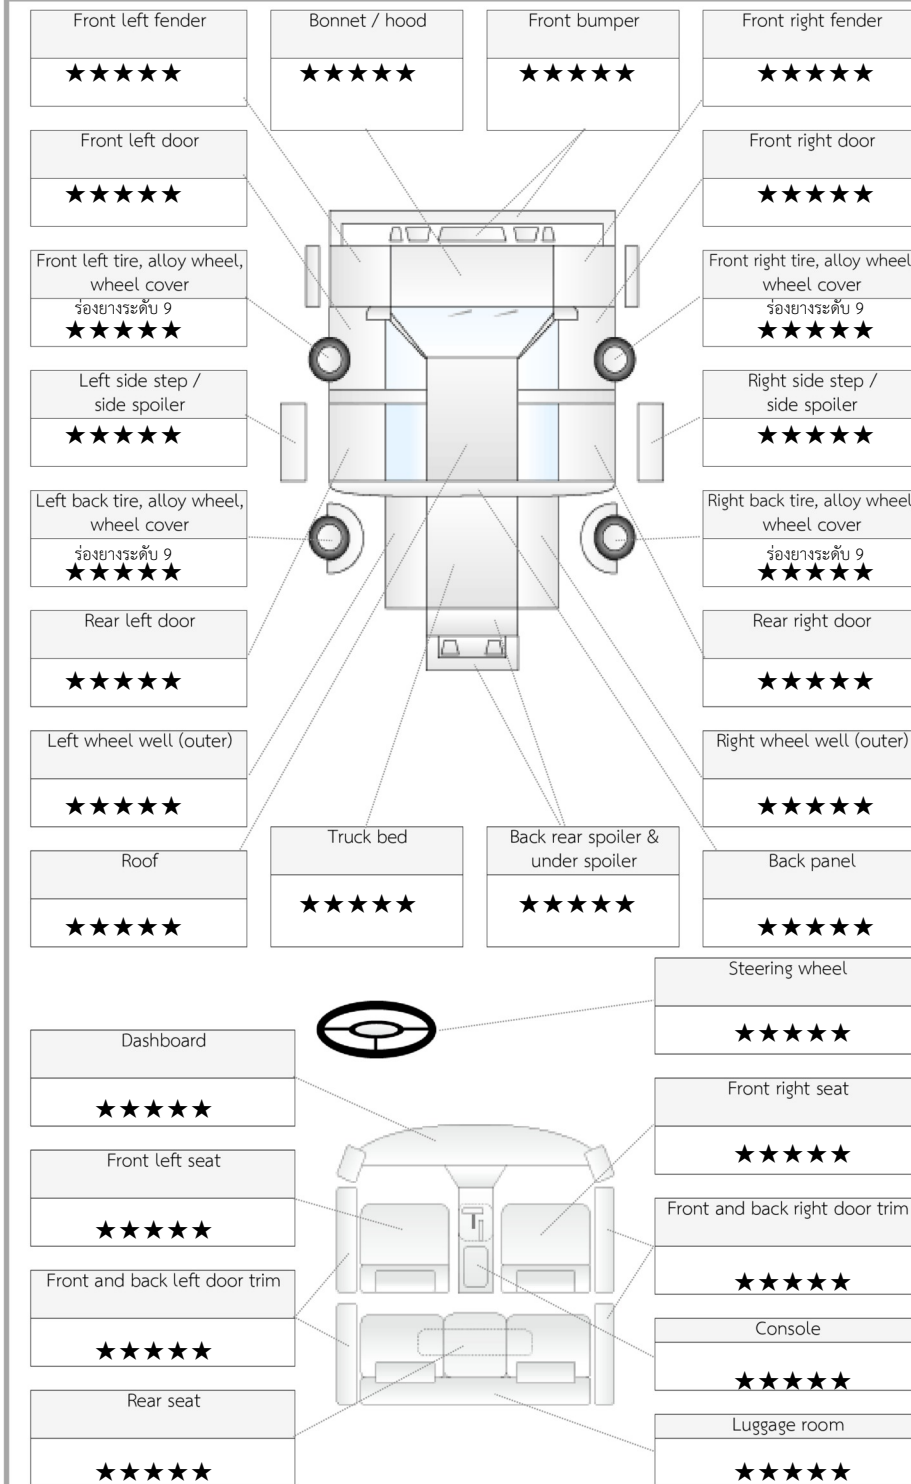 Front left fender
★★★★★
Bonnet / hood
★★★★★
Front bumper
★★★★★
Front right fender
★★★★★
Front left door
★★★★★
Front right door
★★★★★
Front left tire, alloy wheel,
wheel cover
ร่องยางระดับ 9
★★★★★
Front right tire, alloy wheel
wheel cover
ร่องยางระดับ 9
★★★★★
Left side step /
side spoiler
★★★★★
Right side step /
side spoiler
★★★★★
Left back tire, alloy wheel,
wheel cover
ร่องยางระดับ 9
★★★★★
Right back tire, alloy wheel
wheel cover
ร่องยางระดับ 9
★★★★★
Rear left door
★★★★★
Rear right door
★★★★★
Left wheel well (outer)
★★★★★
Right wheel well (outer)
★★★★★
Roof
★★★★★
Truck bed
★★★★★
Back rear spoiler &
under spoiler
★★★★★
Back panel
★★★★★
Steering wheel
★★★★★
Dashboard
★★★★★
Front right seat
★★★★★
Front left seat
★★★★★
Front and back right door trim
★★★★★
Front and back left door trim
★★★★★
Console
★★★★★
Rear seat
★★★★★
Luggage room
★★★★★